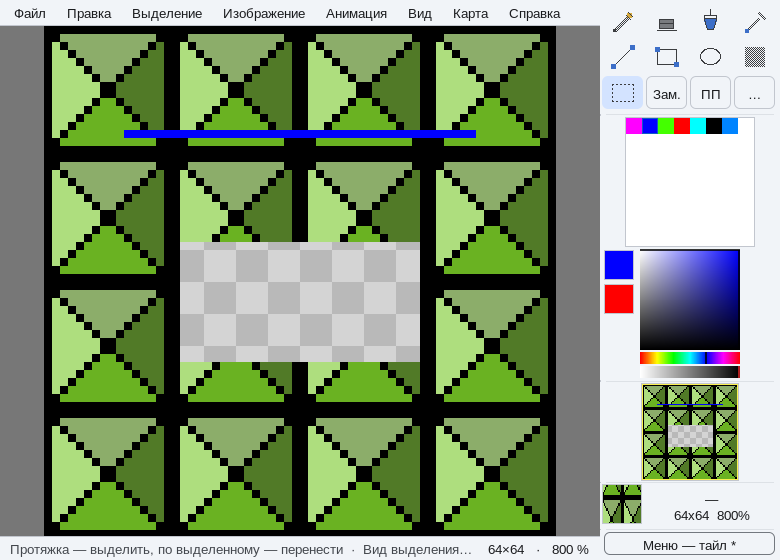 Файл Правка Выделение Изображение Анимация Вид Карта Справка
Зам. ПП ...
—
64x64 800%
Меню — тайл *
Протяжка — выделить, по выделенному — перенести · Вид выделения… 64×64 · 800 %